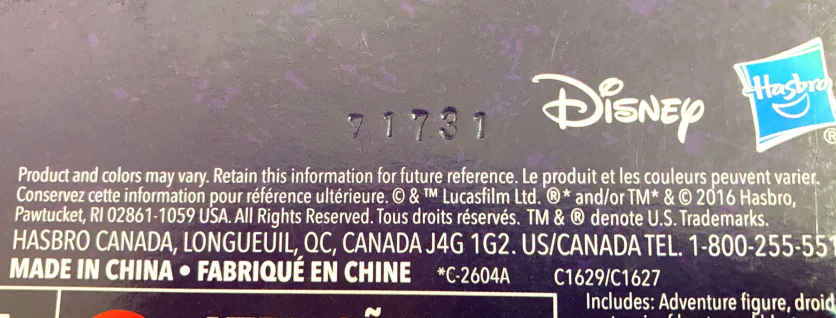 DISNEY
Hasbro
®
71731
Product and colors may vary. Retain this information for future reference. Le produit et les couleurs peuvent varier.
Conservez cette information pour référence ultérieure. © & ™ Lucasfilm Ltd. ®* and/or TM* & © 2016 Hasbro,
Pawtucket, RI 02861-1059 USA. All Rights Reserved. Tous droits réservés. TM & ® denote U.S. Trademarks.
HASBRO CANADA, LONGUEUIL, QC, CANADA J4G 1G2. US/CANADA TEL. 1-800-255-551
MADE IN CHINA • FABRIQUÉ EN CHINE *C-2604A C1629/C1627
Includes: Adventure figure, droid